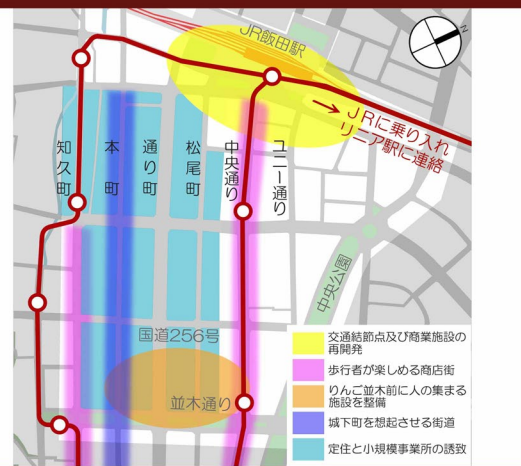 JR飯田駅
N
JRに乗り入れ
リニア駅に連絡
知久町
本町
通り町
松尾町
中央通り
ユニー通り
中央公園
国道256号
並木通り
交通結節点及び商業施設の
再開発
歩行者が楽しめる商店街
りんご並木前に人の集まる
施設を整備
城下町を想起させる街道
定住と小規模事業所の誘致